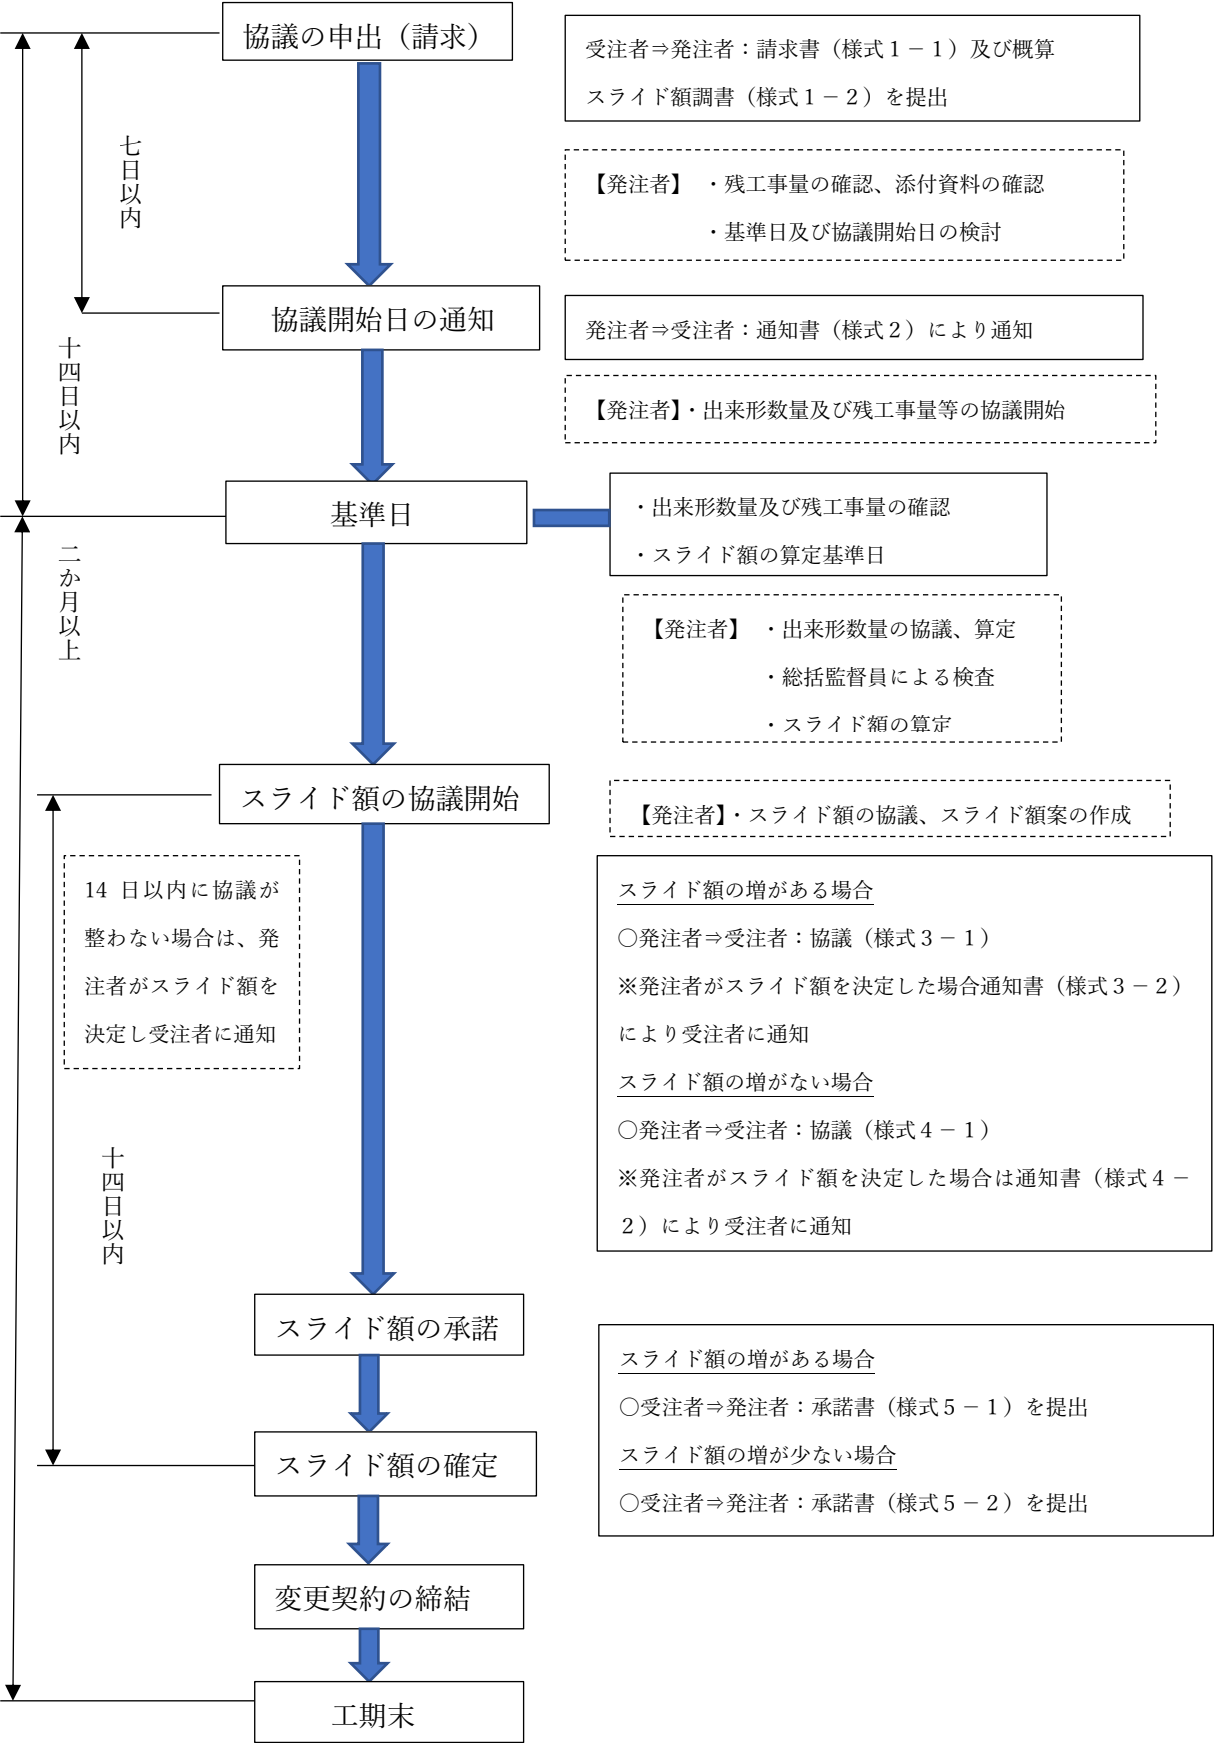 協議の申出（請求）
受注者⇒発注者：請求書（様式１－１）及び概算
スライド額調書（様式１－２）を提出
七日以内
【発注者】 ・残工事量の確認、添付資料の確認
・基準日及び協議開始日の検討
協議開始日の通知
発注者⇒受注者：通知書（様式２）により通知
十四日以内
【発注者】・出来形数量及び残工事量等の協議開始
基準日
・出来形数量及び残工事量の確認
・スライド額の算定基準日
二か月以上
【発注者】 ・出来形数量の協議、算定
・総括監督員による検査
・スライド額の算定
スライド額の協議開始
【発注者】・スライド額の協議、スライド額案の作成
14 日以内に協議が
整わない場合は、発
注者がスライド額を
決定し受注者に通知
スライド額の増がある場合
○発注者⇒受注者：協議（様式３－１）
※発注者がスライド額を決定した場合通知書（様式３－２）
により受注者に通知
スライド額の増がない場合
○発注者⇒受注者：協議（様式４－１）
※発注者がスライド額を決定した場合は通知書（様式４－
２）により受注者に通知
十四日以内
スライド額の承諾
スライド額の増がある場合
○受注者⇒発注者：承諾書（様式５－１）を提出
スライド額の増が少ない場合
○受注者⇒発注者：承諾書（様式５－２）を提出
スライド額の確定
変更契約の締結
工期末